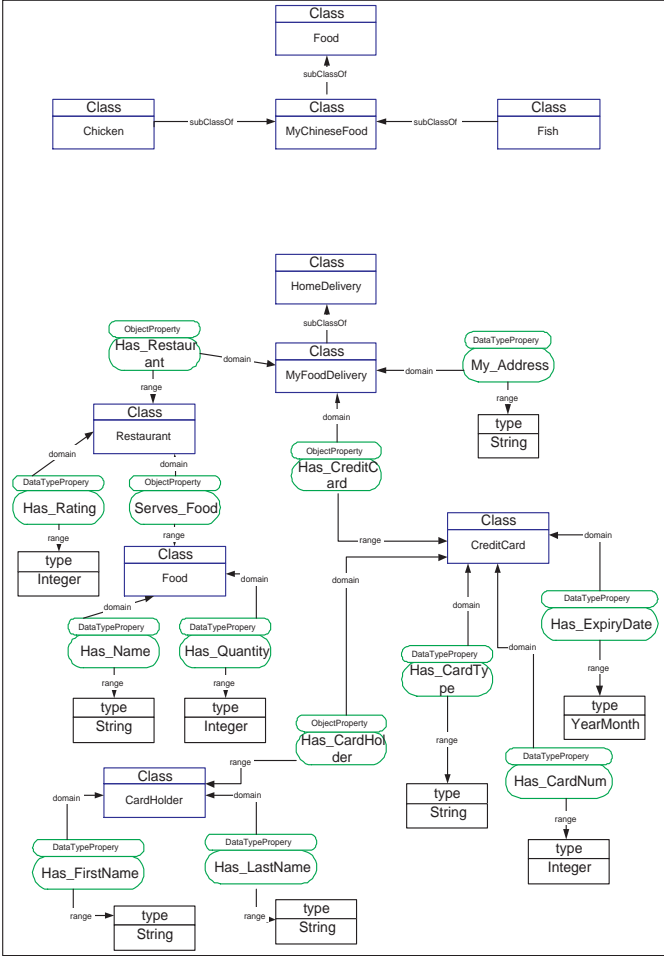 Class
Food
subClassOf
Class
Chicken
subClassOf
Class
MyChineseFood
subClassOf
Class
Fish
Class
HomeDelivery
subClassOf
ObjectProperty
Has_Restaur
ant
domain
Class
MyFoodDelivery
domain
DataTypePropery
My_Address
range
range
type
String
Class
Restaurant
domain
ObjectProperty
Has_CreditC
ard
domain
domain
DataTypePropery
Has_Rating
ObjectProperty
Serves_Food
range
range
range
Class
CreditCard
type
Integer
Class
Food
domain
domain
domain
domain
domain
DataTypePropery
Has_ExpiryDate
domain
DataTypePropery
Has_Name
DataTypePropery
Has_Quantity
DataTypePropery
Has_CardTy
pe
domain
range
range
range
type
String
type
Integer
type
YearMonth
ObjectProperty
Has_CardHol
der
range
DataTypePropery
Has_CardNum
range
Class
CardHolder
domain
domain
type
String
range
DataTypePropery
Has_FirstName
DataTypePropery
Has_LastName
type
Integer
range
type
String
range
type
String